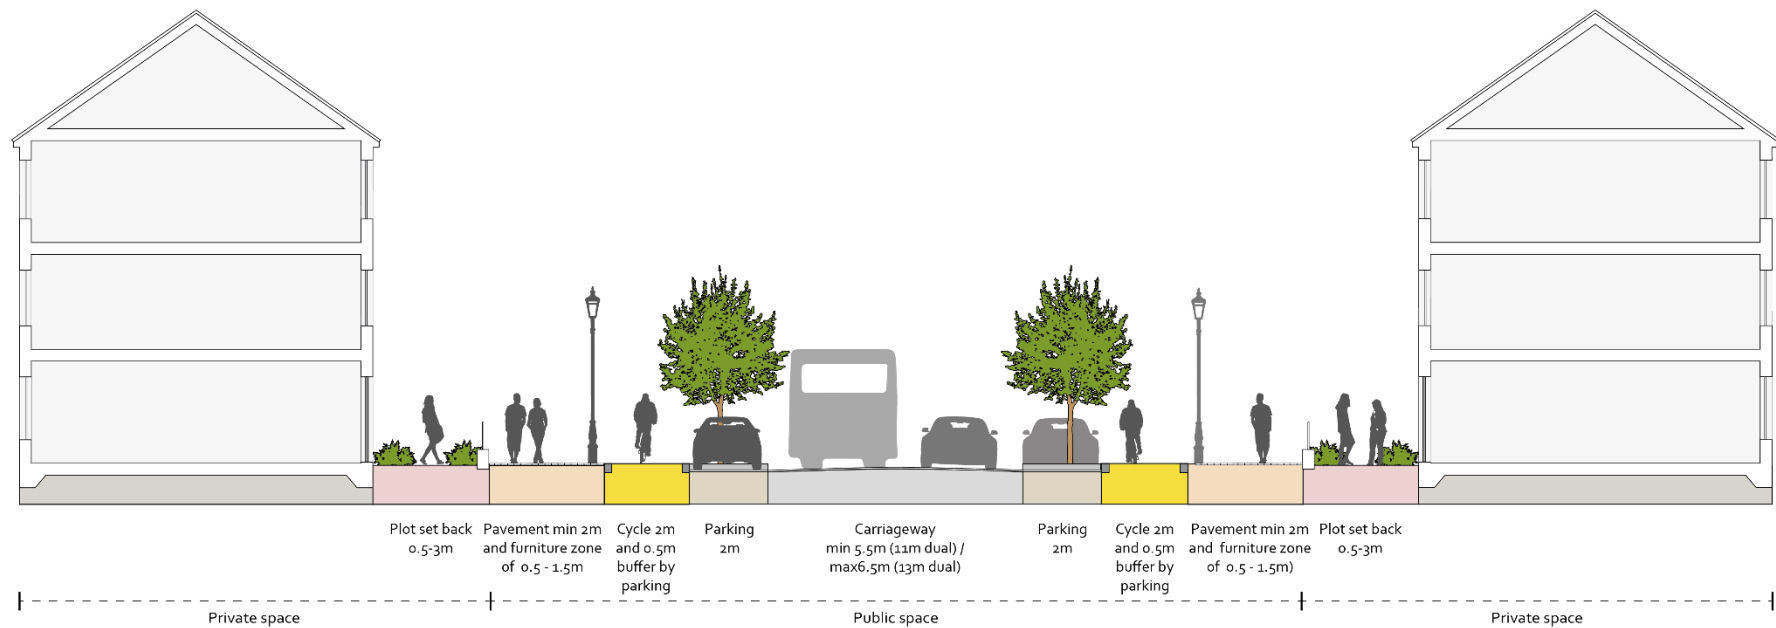 Plot set back
0.5-3m
Pavement min 2m
and furniture zone
of 0.5 - 1.5m
Cycle 2m
and 0.5m
buffer by
parking
Parking
2m
Carriageway
min 5.5m (11m dual) /
max6.5m (13m dual)
Parking
2m
Cycle 2m
and 0.5m
buffer by
parking
Pavement min 2m
and furniture zone
of 0.5 - 1.5m)
Plot set back
0.5-3m
Private space
Public space
Private space